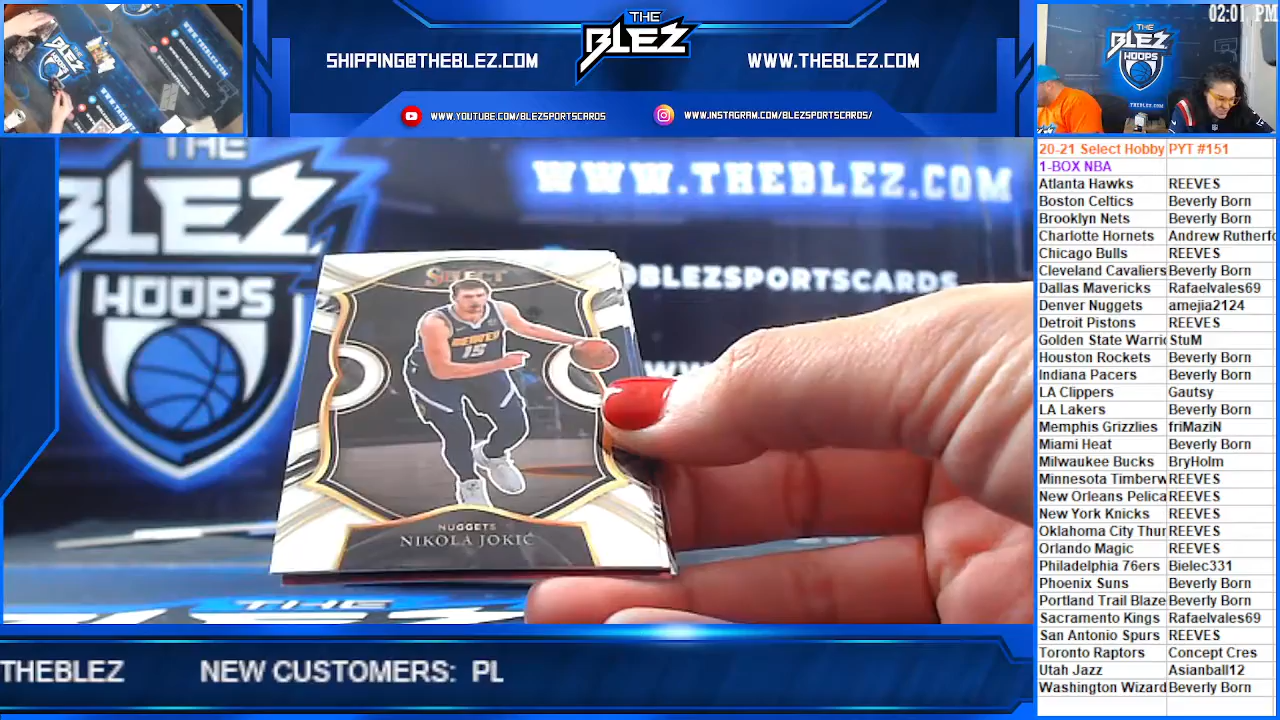 02:01 PM
THE
BLEZ
SHIPPING@THEBLEZ.COM
WWW.THEBLEZ.COM
WWW.YOUTUBE.COM/BLEZSPORTSCARDS
WWW.INSTAGRAM.COM/BLEZSPORTSCARDS/
THE
BLEZ
HOOPS
WWW.THEBLEZ.COM
@BLEZSPORTSCARDS
SELECT
DENVER
15
NUGGETS
NIKOLA JOKIĆ
BLEZ
HOOPS
20-21 Select Hobby PYT #151
1-BOX NBA
Atlanta Hawks REEVES
Boston Celtics Beverly Born
Brooklyn Nets Beverly Born
Charlotte Hornets Andrew Rutherfo
Chicago Bulls REEVES
Cleveland Cavaliers Beverly Born
Dallas Mavericks Rafaelvales69
Denver Nuggets amejia2124
Detroit Pistons REEVES
Golden State Warri StuM
Houston Rockets Beverly Born
Indiana Pacers Beverly Born
LA Clippers Gautsy
LA Lakers Beverly Born
Memphis Grizzlies friMaziN
Miami Heat Beverly Born
Milwaukee Bucks BryHolm
Minnesota Timberw REEVES
New Orleans Pelica REEVES
New York Knicks REEVES
Oklahoma City Thur REEVES
Orlando Magic REEVES
Philadelphia 76ers Bielec331
Phoenix Suns Beverly Born
Portland Trail Blaze Beverly Born
Sacramento Kings Rafaelvales69
San Antonio Spurs REEVES
Toronto Raptors Concept Cres
Utah Jazz Asianball12
Washington Wizard Beverly Born
THEBLEZ NEW CUSTOMERS: PL